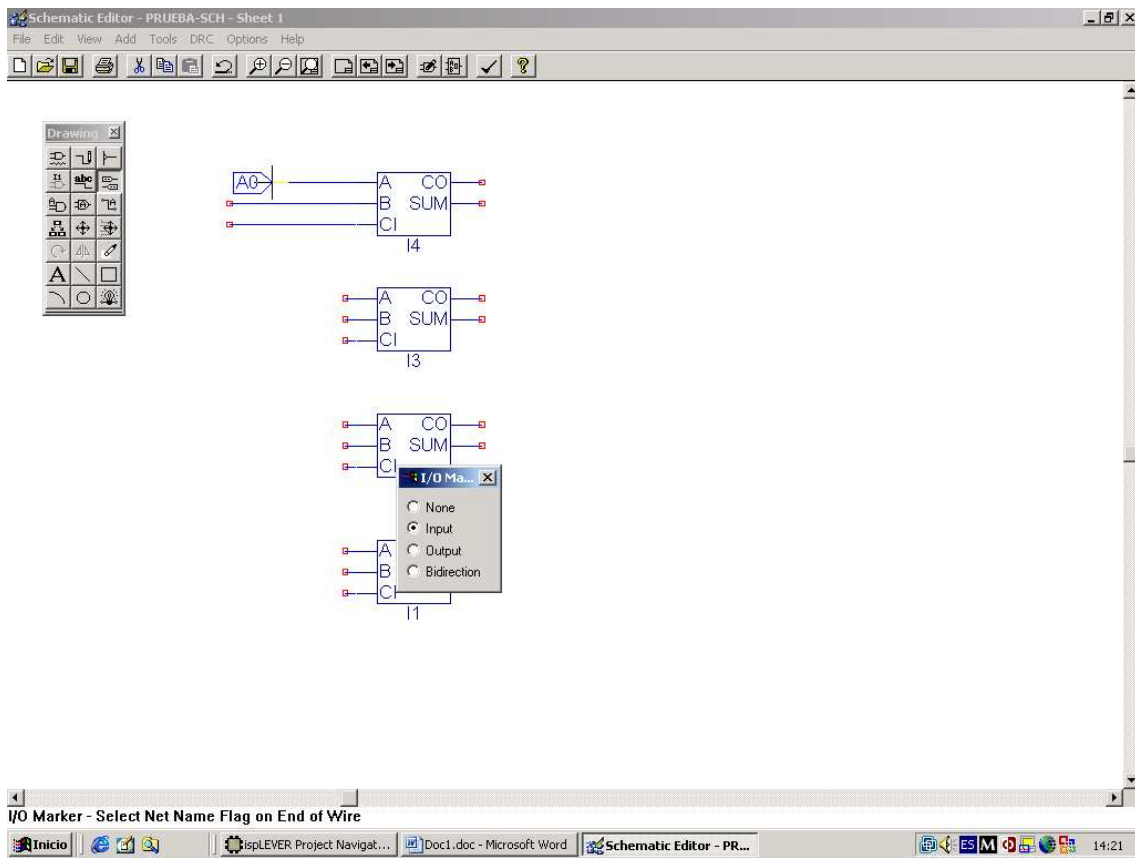 Schematic Editor - PRUEBA-SCH - Sheet 1
File Edit View Add Tools DRC Options Help
Drawing
I1
abc
A
A0
A CO
B SUM
CI
I4
A CO
B SUM
CI
I3
A CO
B SUM
CI
I/O Ma...
None
Input
Output
Bidirection
A
B
CI
I1
I/O Marker - Select Net Name Flag on End of Wire
Inicio
ispLEVER Project Navigat...
Doc1.doc - Microsoft Word
Schematic Editor - PR...
ES
M
14:21